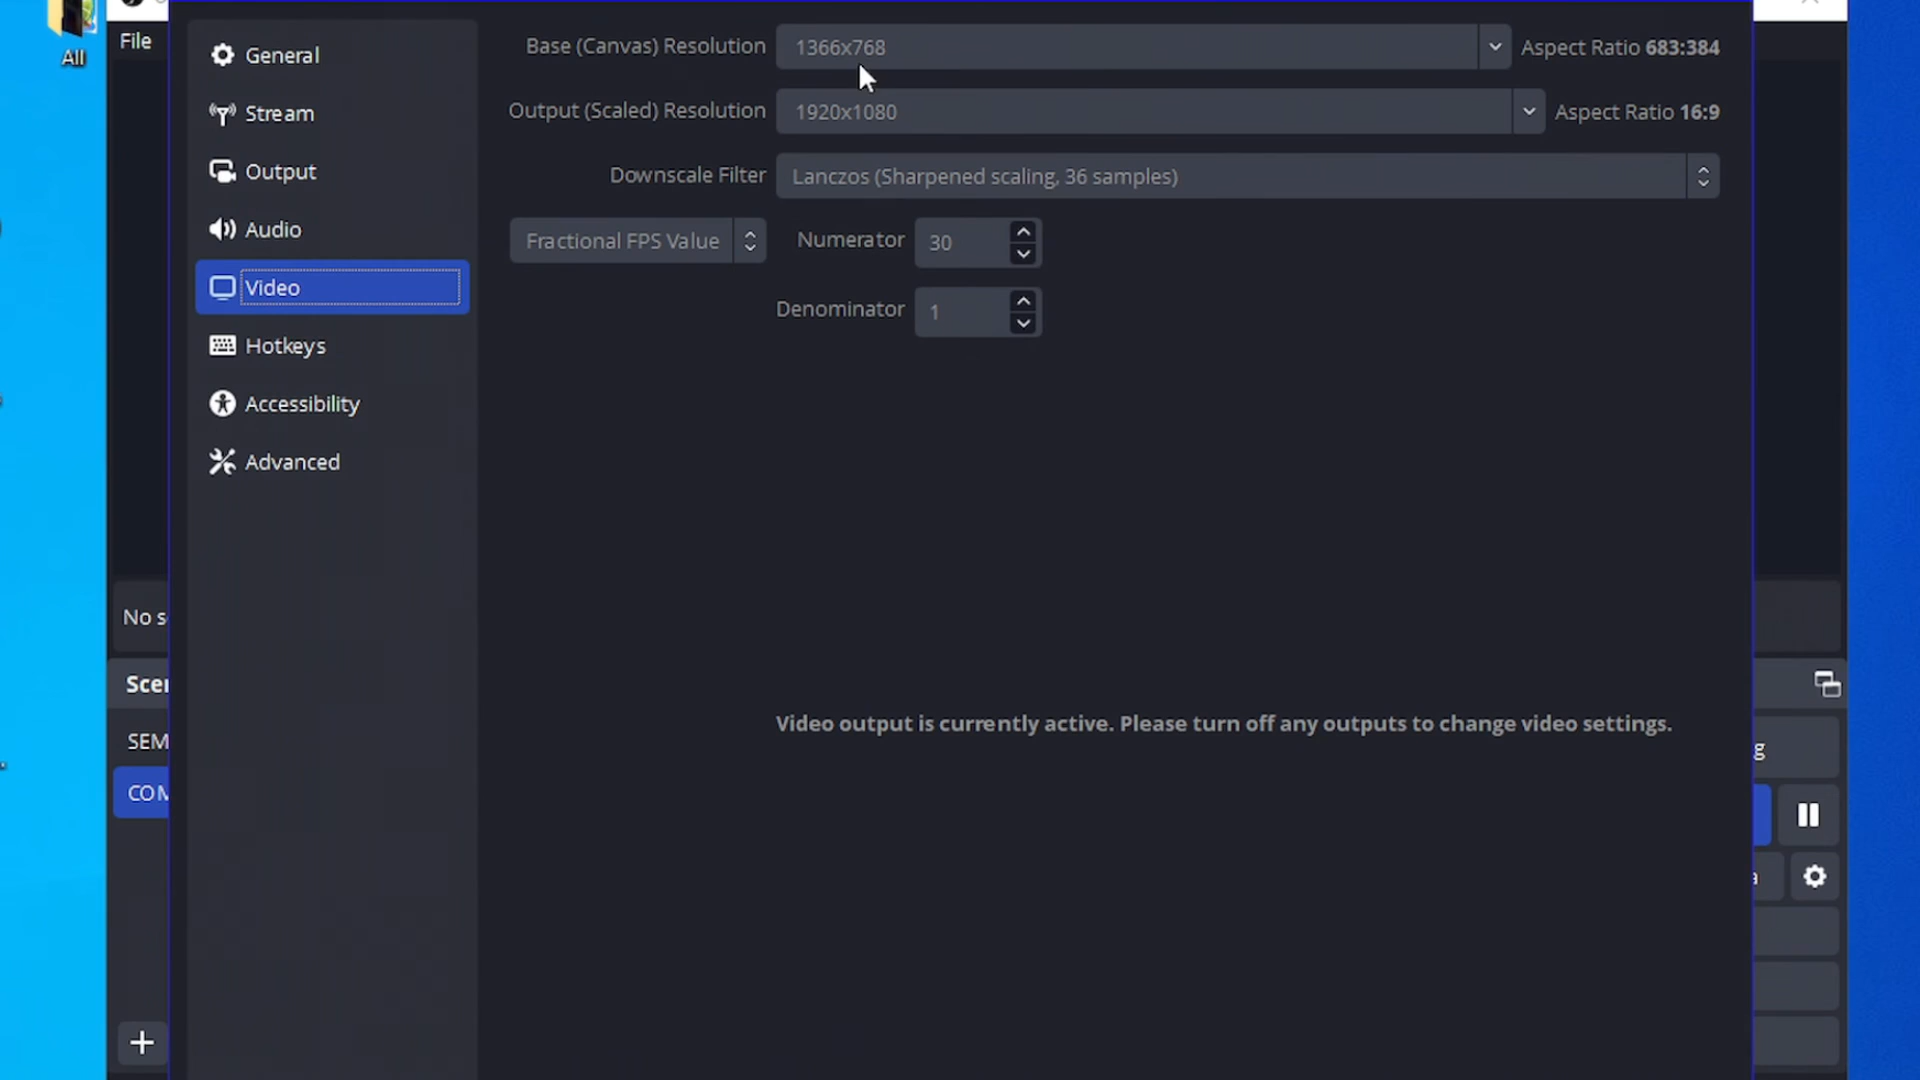 All
File
General
Stream
Output
Audio
Video
Hotkeys
Accessibility
Advanced
Base (Canvas) Resolution 1366x768 Aspect Ratio 683:384
Output (Scaled) Resolution 1920x1080 Aspect Ratio 16:9
Downscale Filter Lanczos (Sharpened scaling, 36 samples)
Fractional FPS Value Numerator 30
Denominator 1
Video output is currently active. Please turn off any outputs to change video settings.
No s
Scer
SEM
COM
g
a